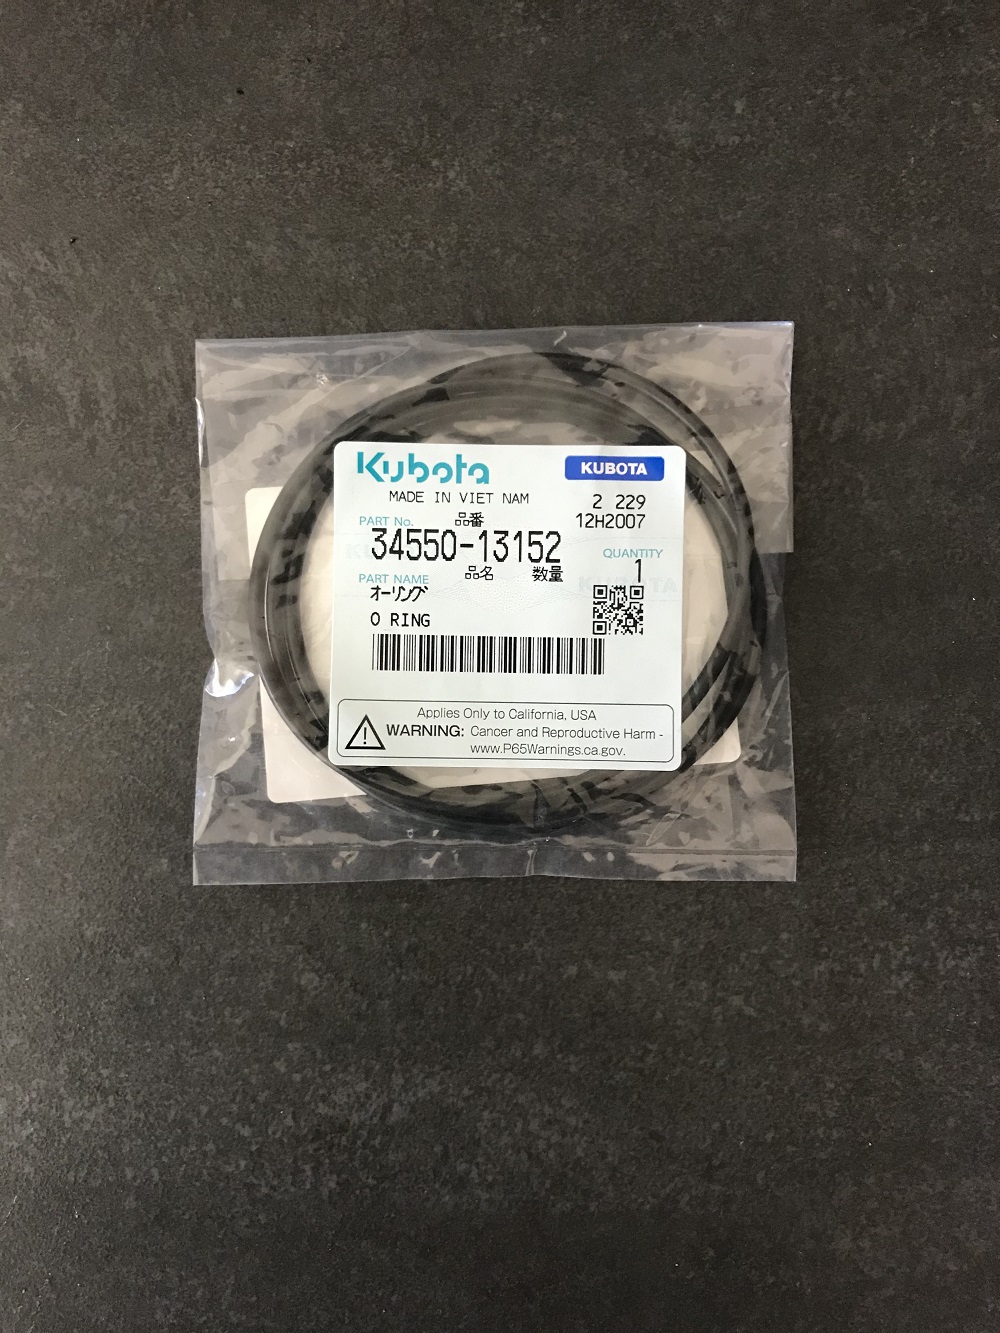 Kubota KUBOTA
MADE IN VIET NAM 2 229
PART No. 品番 12H2007
34550-13152
QUANTITY
PART NAME 品名 数量 1
オーリング
O RING
Applies Only to California, USA
WARNING: Cancer and Reproductive Harm -
www.P65Warnings.ca.gov.